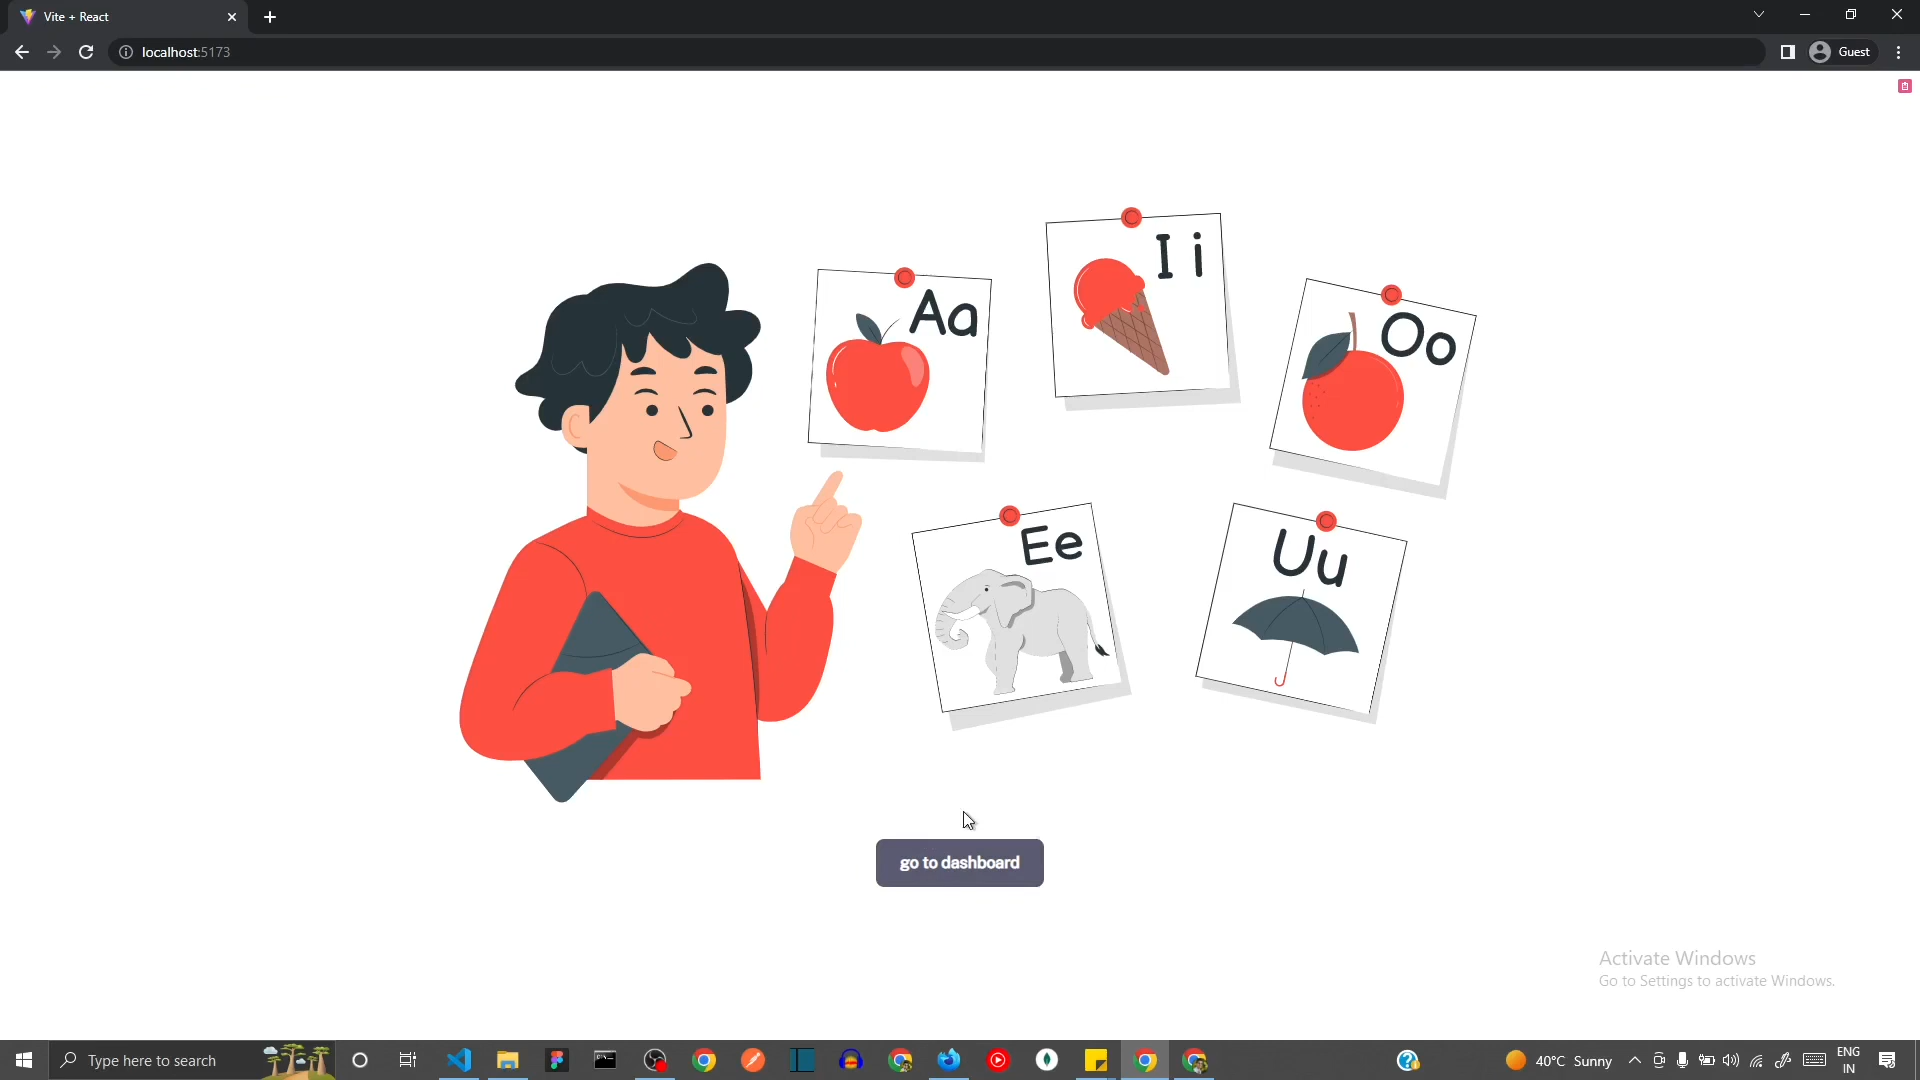 Vite + React
localhost:5173
Guest
Aa
I i
Oo
Ee
Uu
go to dashboard
Activate Windows
Go to Settings to activate Windows.
Type here to search
40°C Sunny
ENG
IN